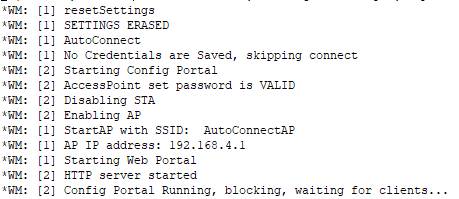 *WM: [1] resetSettings
*WM: [1] SETTINGS ERASED
*WM: [1] AutoConnect
*WM: [1] No Credentials are Saved, skipping connect
*WM: [2] Starting Config Portal
*WM: [2] AccessPoint set password is VALID
*WM: [2] Disabling STA
*WM: [2] Enabling AP
*WM: [1] StartAP with SSID:  AutoConnectAP
*WM: [1] AP IP address: 192.168.4.1
*WM: [1] Starting Web Portal
*WM: [2] HTTP server started
*WM: [2] Config Portal Running, blocking, waiting for clients...